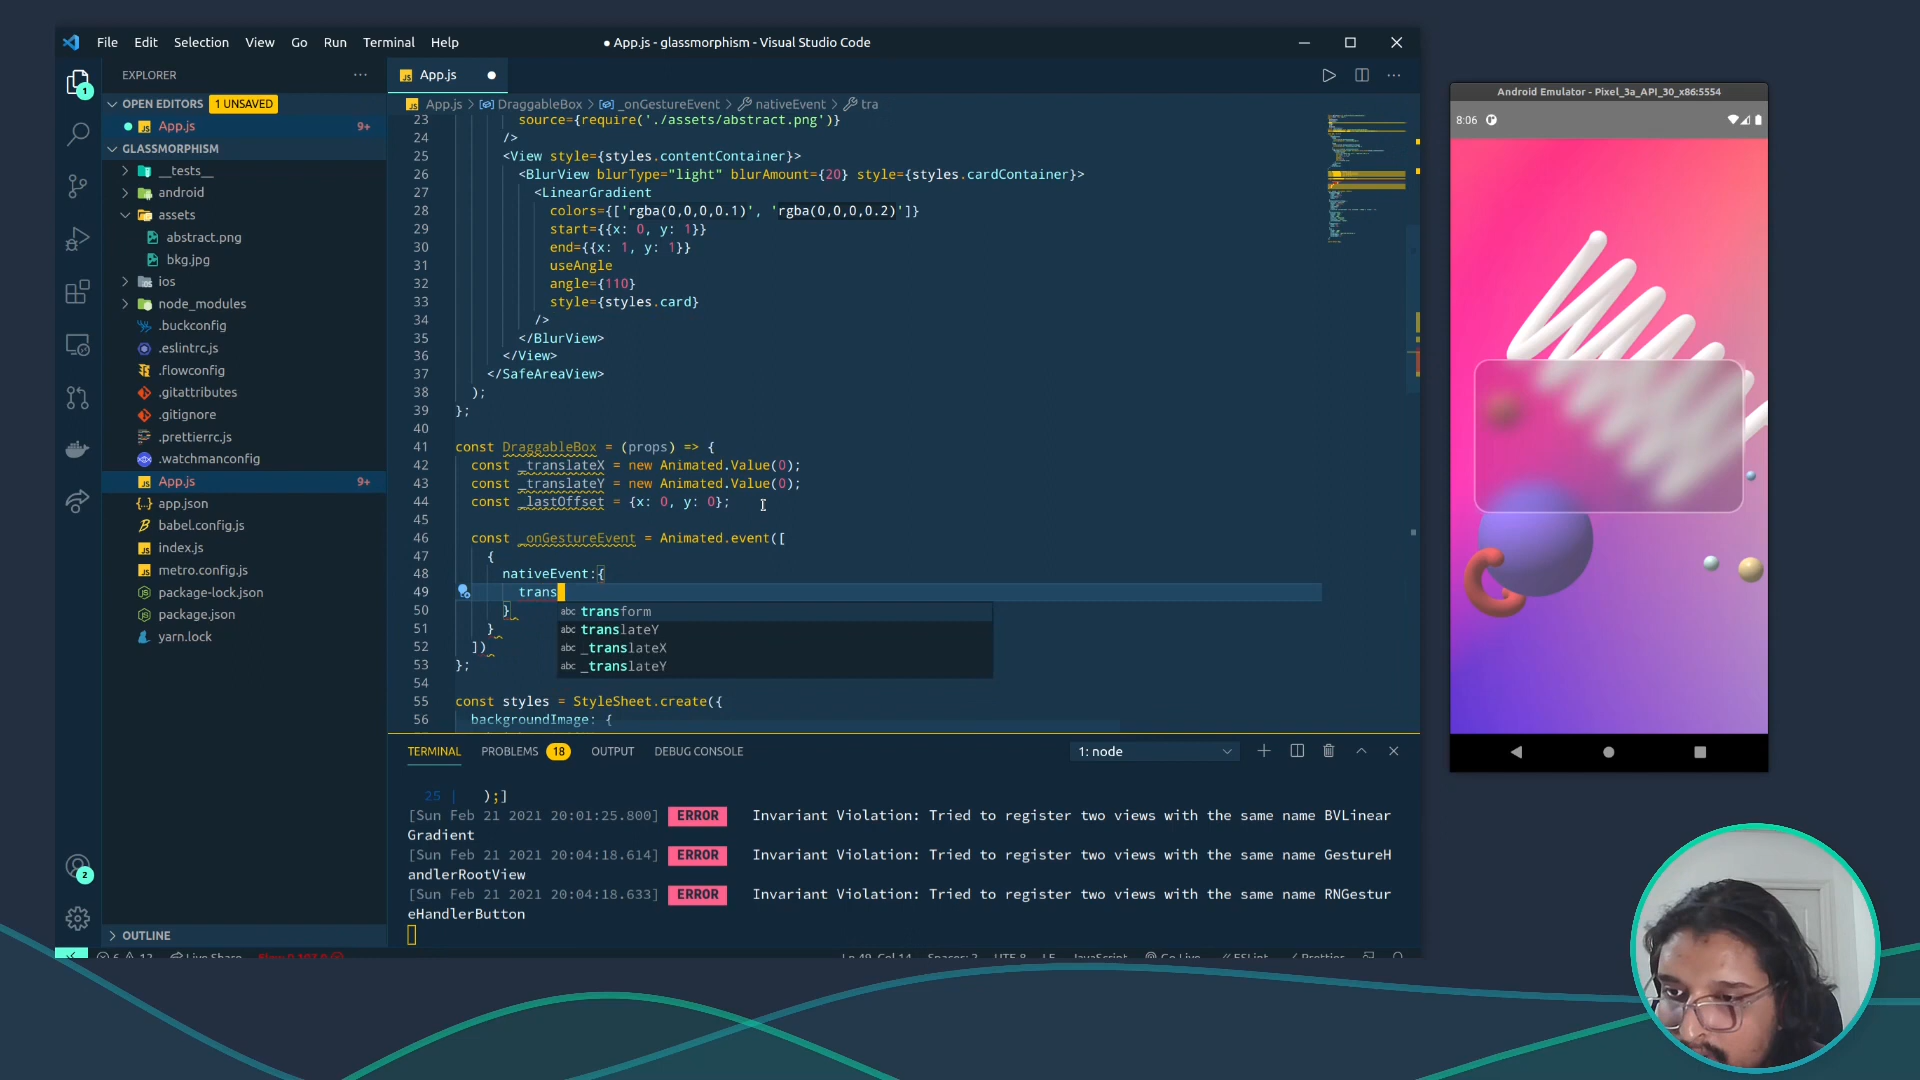 File Edit Selection View Go Run Terminal Help
● App.js - glassmorphism - Visual Studio Code
EXPLORER
OPEN EDITORS 1 UNSAVED
App.js 9+
GLASSMORPHISM
__tests__
android
assets
abstract.png
bkg.jpg
ios
node_modules
.buckconfig
.eslintrc.js
.flowconfig
.gitattributes
.gitignore
.prettierrc.js
.watchmanconfig
App.js 9+
app.json
babel.config.js
index.js
metro.config.js
package-lock.json
package.json
yarn.lock
OUTLINE
1
2
App.js
App.js > DraggableBox > _onGestureEvent > nativeEvent > tra
23 source={require('./assets/abstract.png')}
24 />
25 <View style={styles.contentContainer}>
26 <BlurView blurType="light" blurAmount={20} style={styles.cardContainer}>
27 <LinearGradient
28 colors={['rgba(0,0,0,0.1)', 'rgba(0,0,0,0.2)']}
29 start={{x: 0, y: 1}}
30 end={{x: 1, y: 1}}
31 useAngle
32 angle={110}
33 style={styles.card}
34 />
35 </BlurView>
36 </View>
37 </SafeAreaView>
38 );
39 };
40
41 const DraggableBox = (props) => {
42 const _translateX = new Animated.Value(0);
43 const _translateY = new Animated.Value(0);
44 const _lastOffset = {x: 0, y: 0};
45
46 const _onGestureEvent = Animated.event([
47 {
48 nativeEvent:{
49 trans
50 }
51 }
52 ])
53 };
54
55 const styles = StyleSheet.create({
56 backgroundImage: {
abc transform
abc translateY
abc _translateX
abc _translateY
TERMINAL PROBLEMS 18 OUTPUT DEBUG CONSOLE 1: node
25 | );]
[Sun Feb 21 2021 20:01:25.800] ERROR Invariant Violation: Tried to register two views with the same name BVLinear
Gradient
[Sun Feb 21 2021 20:04:18.614] ERROR Invariant Violation: Tried to register two views with the same name GestureH
andlerRootView
[Sun Feb 21 2021 20:04:18.633] ERROR Invariant Violation: Tried to register two views with the same name RNGestur
eHandlerButton
Android Emulator - Pixel_3a_API_30_x86:5554
8:06